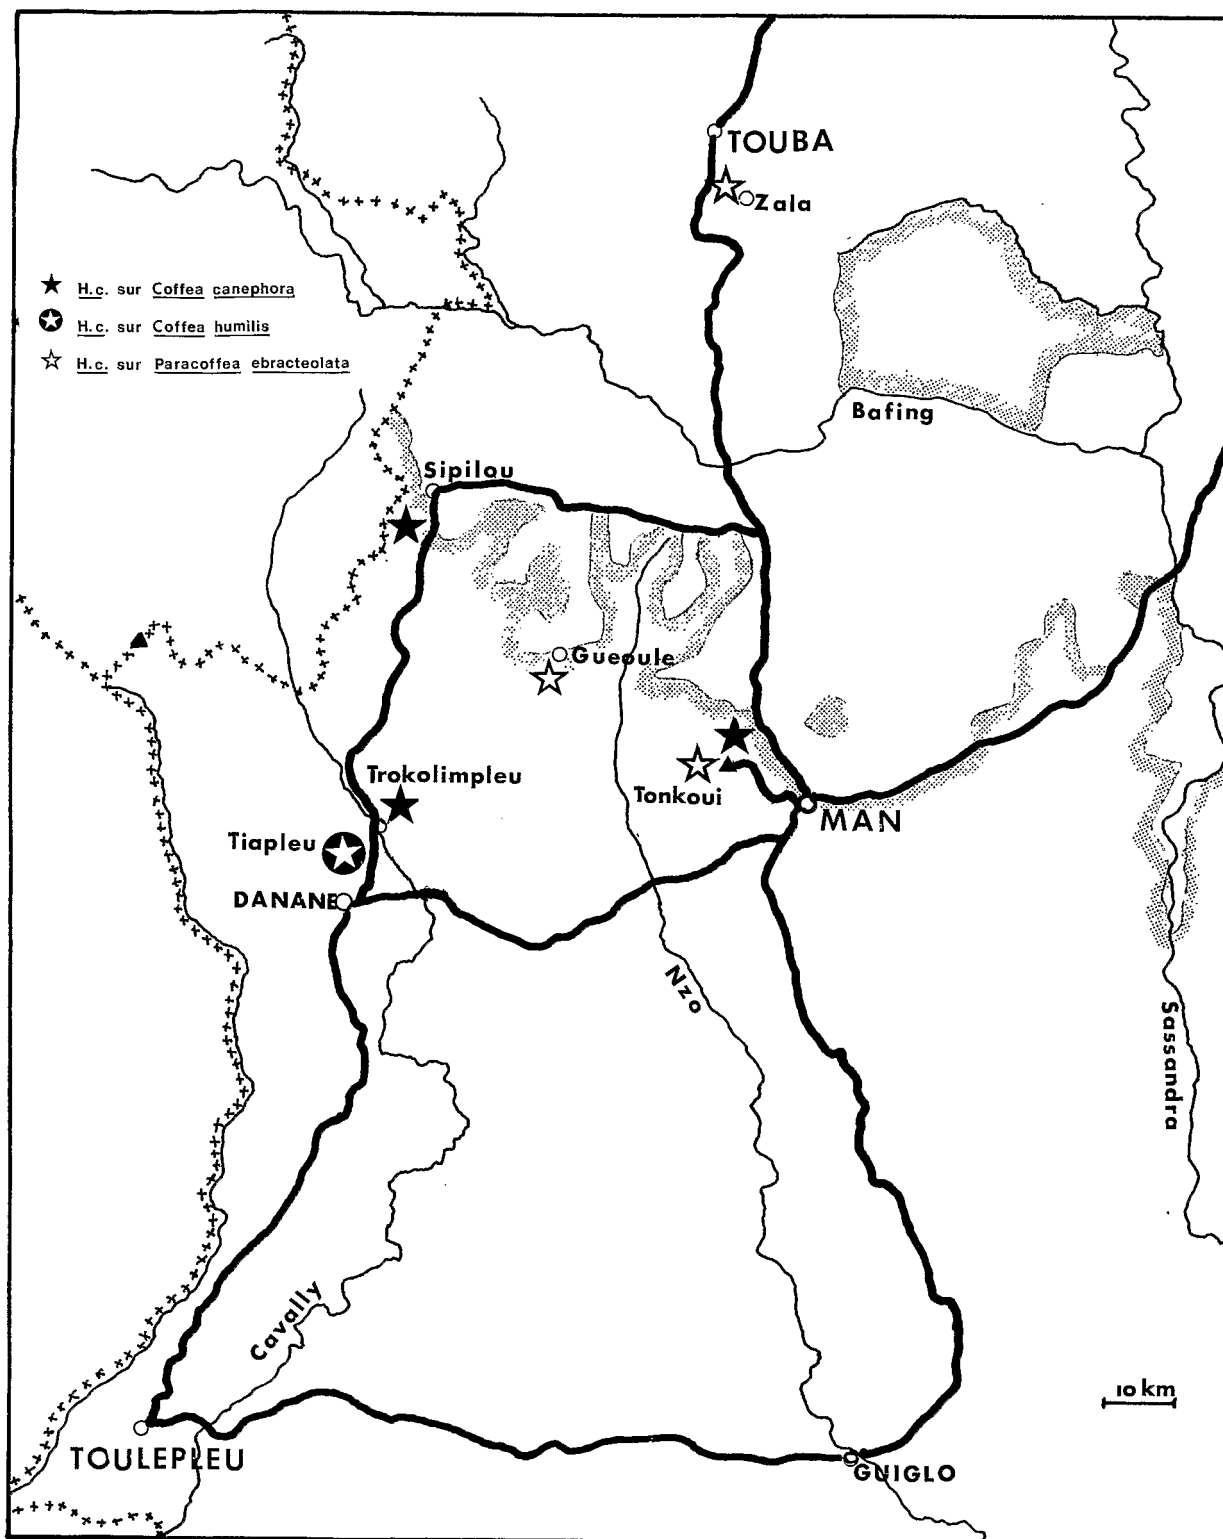 TOUBA
Zala
H.c. sur Coffea canephora
H.c. sur Coffea humilis
H.c. sur Paracoffea ebracteolata
Bafing
Sipilou
Gueoule
Trokolimpleu
Tonkoui
MAN
Tiapleu
DANANE
Nzo
Sassandra
Cavally
10 km
TOULEPLEU
GUIGLO